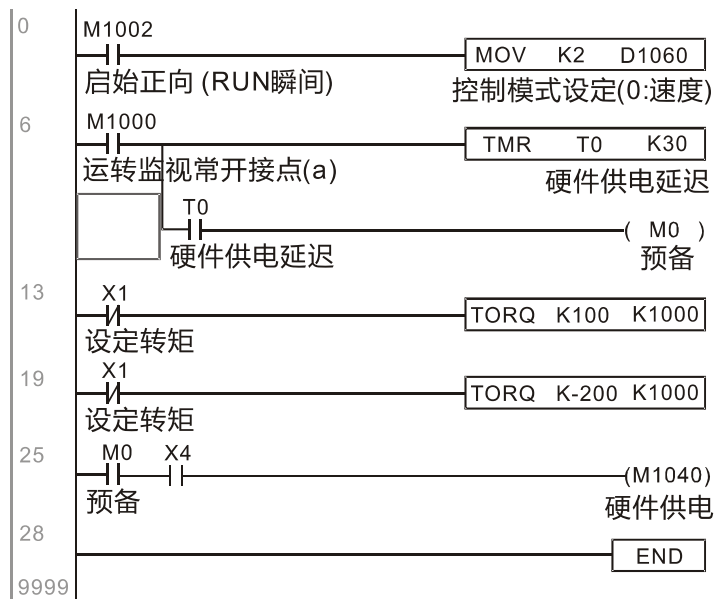 0
M1002
MOV K2 D1060
启始正向 (RUN瞬间)
控制模式设定(0:速度)
6
M1000
TMR T0 K30
运转监视常开接点(a)
硬件供电延迟
T0
( M0 )
硬件供电延迟
预备
13
X1
TORQ K100 K1000
设定转矩
19
X1
TORQ K-200 K1000
设定转矩
25
M0 X4
(M1040)
预备
硬件供电
28
END
9999